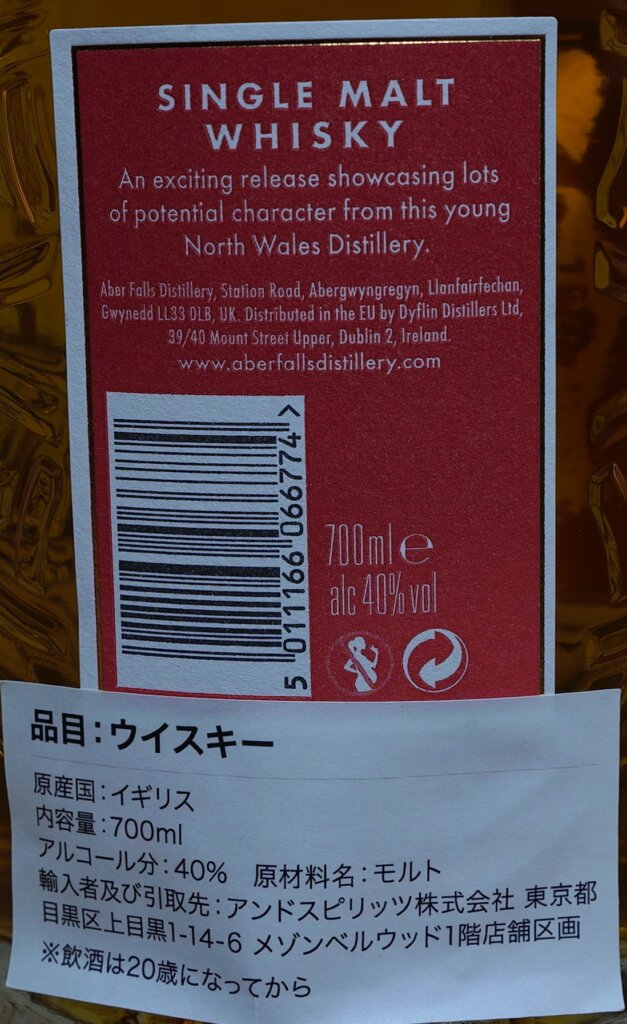 SINGLE MALT
WHISKY
An exciting release showcasing lots
of potential character from this young
North Wales Distillery.
Aber Falls Distillery, Station Road, Abergwyngregyn, Llanfairfechan,
Gwynedd LL33 0LB, UK. Distributed in the EU by Dyflin Distillers Ltd,
39/40 Mount Street Upper, Dublin 2, Ireland.
www.aberfallsdistillery.com
5 011166 066774 >
700ml e
alc 40% vol
品目：ウイスキー
原産国：イギリス
内容量：700ml
アルコール分：40% 原材料名：モルト
輸入者及び引取先：アンドスピリッツ株式会社 東京都
目黒区上目黒1-14-6 メゾンベルウッド1階店舗区画
※飲酒は20歳になってから